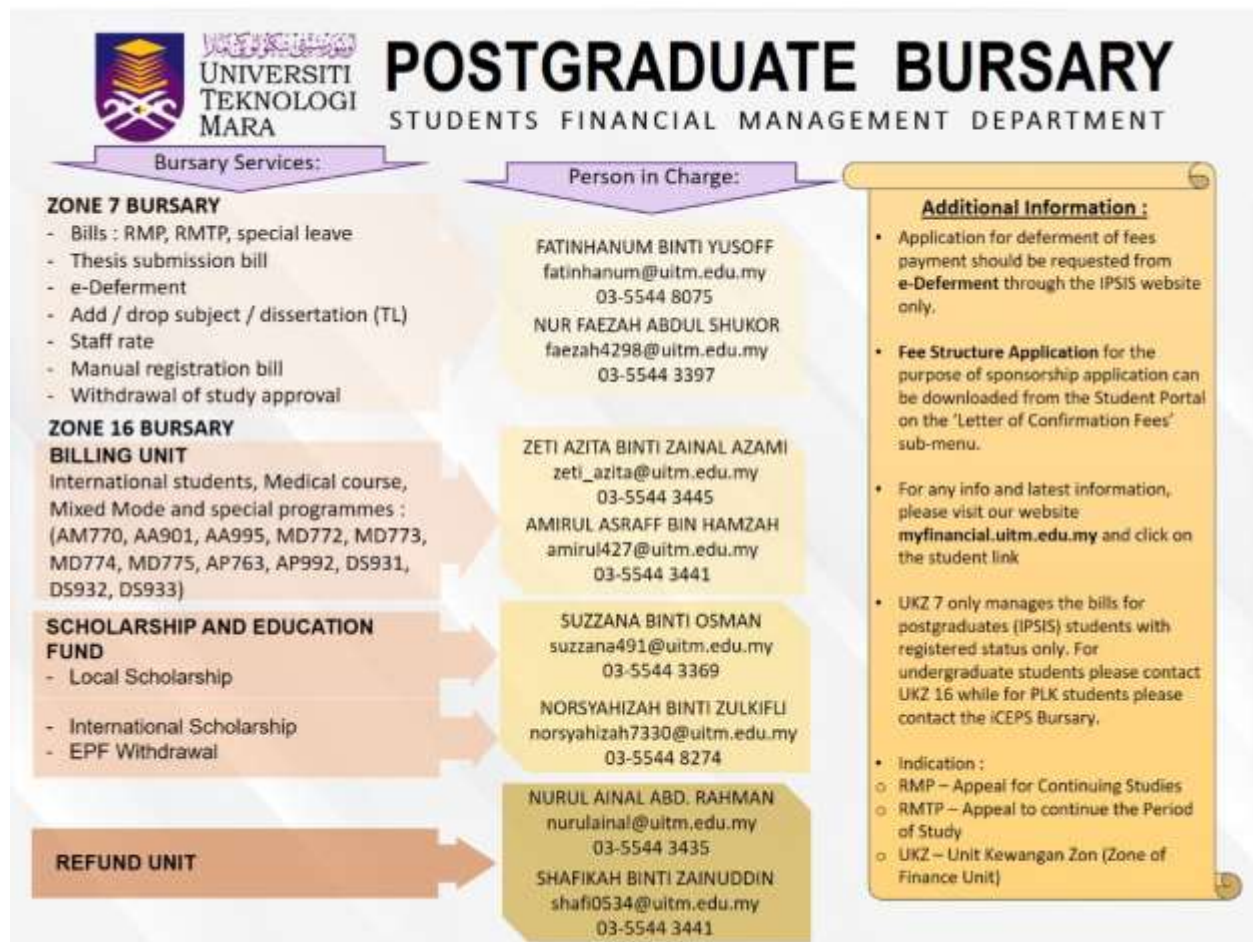 UNIVERSITI
TEKNOLOGI
MARA
POSTGRADUATE BURSARY
STUDENTS FINANCIAL MANAGEMENT DEPARTMENT
Bursary Services:
ZONE 7 BURSARY
- Bills : RMP, RMTP, special leave
- Thesis submission bill
- e-Deferment
- Add / drop subject / dissertation (TL)
- Staff rate
- Manual registration bill
- Withdrawal of study approval
ZONE 16 BURSARY
BILLING UNIT
International students, Medical course,
Mixed Mode and special programmes :
(AM770, AA901, AA995, MD772, MD773,
MD774, MD775, AP763, AP992, DS931,
DS932, DS933)
SCHOLARSHIP AND EDUCATION
FUND
- Local Scholarship
- International Scholarship
- EPF Withdrawal
REFUND UNIT
Person in Charge:
FATINHANUM BINTI YUSOFF
fatinhanum@uitm.edu.my
03-5544 8075
NUR FAEZAH ABDUL SHUKOR
faezah4298@uitm.edu.my
03-5544 3397
ZETI AZITA BINTI ZAINAL AZAMI
zeti_azita@uitm.edu.my
03-5544 3445
AMIRUL ASRAFF BIN HAMZAH
amirul427@uitm.edu.my
03-5544 3441
SUZZANA BINTI OSMAN
suzzana491@uitm.edu.my
03-5544 3369
NORSYAHIZAH BINTI ZULKIFLI
norsyahizah7330@uitm.edu.my
03-5544 8274
NURUL AINAL ABD. RAHMAN
nurulainal@uitm.edu.my
03-5544 3435
SHAFIKAH BINTI ZAINUDDIN
shafi0534@uitm.edu.my
03-5544 3441
Additional Information :
• Application for deferment of fees
payment should be requested from
e-Deferment through the IPSIS website
only.
• Fee Structure Application for the
purpose of sponsorship application can
be downloaded from the Student Portal
on the 'Letter of Confirmation Fees'
sub-menu.
• For any info and latest information,
please visit our website
myfinancial.uitm.edu.my and click on
the student link
• UKZ 7 only manages the bills for
postgraduates (IPSIS) students with
registered status only. For
undergraduate students please contact
UKZ 16 while for PLK students please
contact the iCEPS Bursary.
• Indication :
o RMP – Appeal for Continuing Studies
o RMTP – Appeal to continue the Period
of Study
o UKZ – Unit Kewangan Zon (Zone of
Finance Unit)